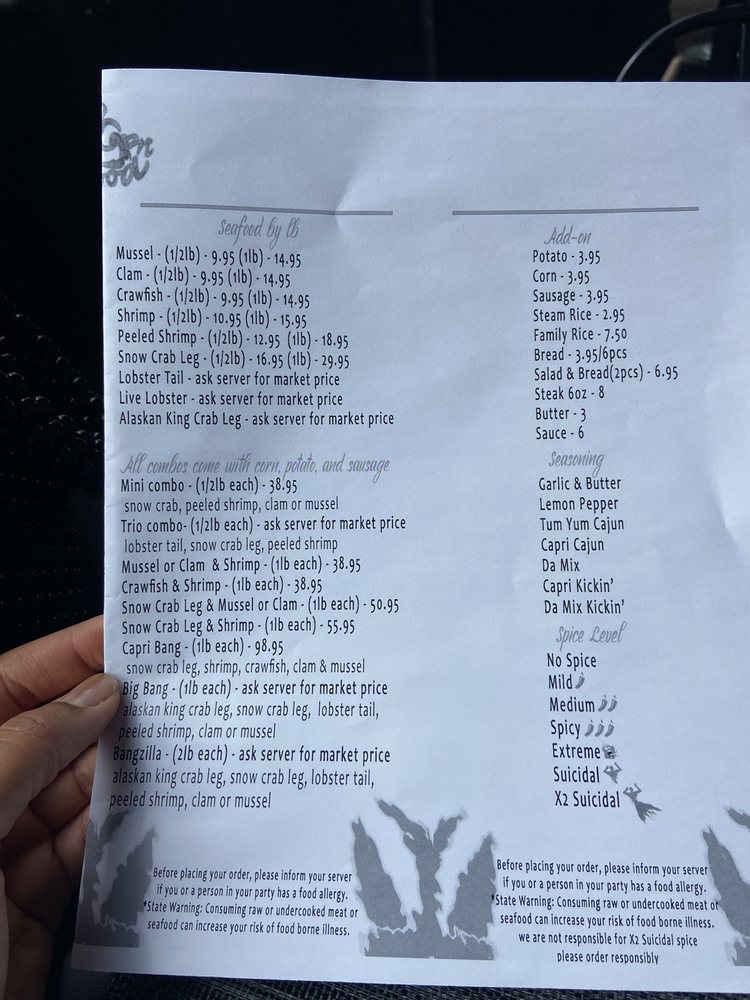 Capri
Seafood by lb
Mussel - (1/2lb) - 9.95 (1lb) - 14.95
Clam - (1/2lb) - 9.95 (1lb) - 14.95
Crawfish - (1/2lb) - 9.95 (1lb) - 14.95
Shrimp - (1/2lb) - 10.95 (1lb) - 15.95
Peeled Shrimp - (1/2lb) - 12.95 (1lb) - 18.95
Snow Crab Leg - (1/2lb) - 16.95 (1lb) - 29.95
Lobster Tail - ask server for market price
Live Lobster - ask server for market price
Alaskan King Crab Leg - ask server for market price
All combos come with corn, potato, and sausage
Mini combo - (1/2lb each) - 38.95
snow crab, peeled shrimp, clam or mussel
Trio combo- (1/2lb each) - ask server for market price
lobster tail, snow crab leg, peeled shrimp
Mussel or Clam & Shrimp - (1lb each) - 38.95
Crawfish & Shrimp - (1lb each) - 38.95
Snow Crab Leg & Mussel or Clam - (1lb each) - 50.95
Snow Crab Leg & Shrimp - (1lb each) - 55.95
Capri Bang - (1lb each) - 98.95
snow crab leg, shrimp, crawfish, clam & mussel
Big Bang - (1lb each) - ask server for market price
alaskan king crab leg, snow crab leg, lobster tail,
peeled shrimp, clam or mussel
Bangzilla - (2lb each) - ask server for market price
alaskan king crab leg, snow crab leg, lobster tail,
peeled shrimp, clam or mussel
Before placing your order, please inform your server
if you or a person in your party has a food allergy.
*State Warning: Consuming raw or undercooked meat or
seafood can increase your risk of food borne illness.
Add-on
Potato - 3.95
Corn - 3.95
Sausage - 3.95
Steam Rice - 2.95
Family Rice - 7.50
Bread - 3.95/6pcs
Salad & Bread(2pcs) - 6.95
Steak 6oz - 8
Butter - 3
Sauce - 6
Seasoning
Garlic & Butter
Lemon Pepper
Tum Yum Cajun
Capri Cajun
Da Mix
Capri Kickin'
Da Mix Kickin'
Spice Level
No Spice
Mild
Medium
Spicy
Extreme
Suicidal
X2 Suicidal
Before placing your order, please inform your server
if you or a person in your party has a food allergy.
*State Warning: Consuming raw or undercooked meat or
seafood can increase your risk of food borne illness.
we are not responsible for X2 Suicidal spice
please order responsibly